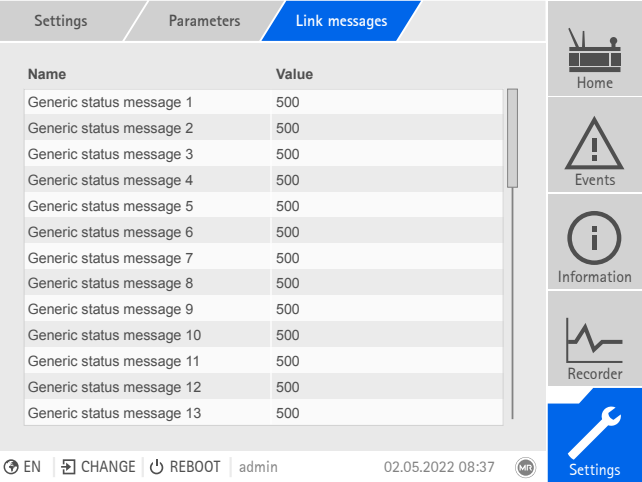 Settings Parameters Link messages
Name Value
Generic status message 1 500
Generic status message 2 500
Generic status message 3 500
Generic status message 4 500
Generic status message 5 500
Generic status message 6 500
Generic status message 7 500
Generic status message 8 500
Generic status message 9 500
Generic status message 10 500
Generic status message 11 500
Generic status message 12 500
Generic status message 13 500
Home
Events
Information
Recorder
Settings
EN CHANGE REBOOT admin 02.05.2022 08:37 MR